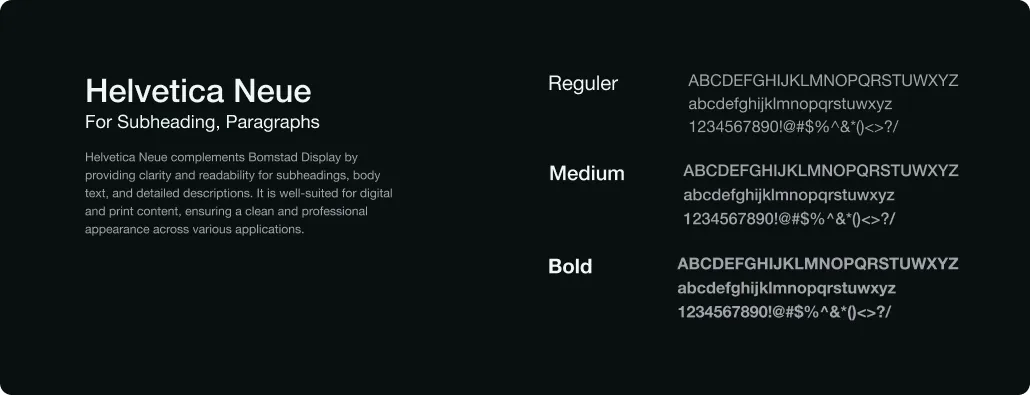 Helvetica Neue
For Subheading, Paragraphs
Helvetica Neue complements Bomstad Display by
providing clarity and readability for subheadings, body
text, and detailed descriptions. It is well-suited for digital
and print content, ensuring a clean and professional
appearance across various applications.
Reguler
ABCDEFGHIJKLMNOPQRSTUWXYZ
abcdefghijklmnopqrstuwxyz
1234567890!@#$%^&*()<>?/
Medium
ABCDEFGHIJKLMNOPQRSTUWXYZ
abcdefghijklmnopqrstuwxyz
1234567890!@#$%^&*()<>?/
Bold
ABCDEFGHIJKLMNOPQRSTUWXYZ
abcdefghijklmnopqrstuwxyz
1234567890!@#$%^&*()<>?/